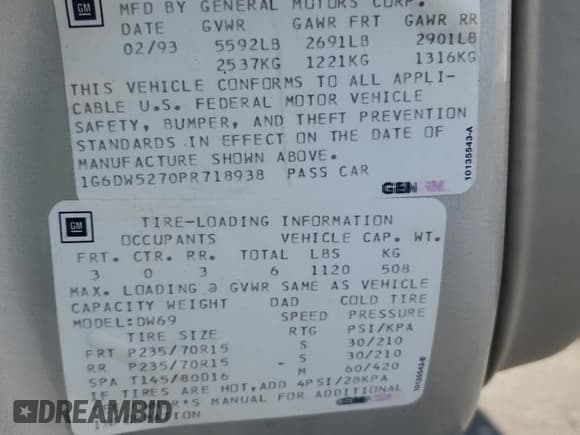 GM
MFD BY GENERAL MOTORS CORP.
DATE GVWR GAWR FRT GAWR RR
02/93 5592LB 2691LB 2901LB
2537KG 1221KG 1316KG
THIS VEHICLE CONFORMS TO ALL APPLI-
CABLE U.S. FEDERAL MOTOR VEHICLE
SAFETY, BUMPER, AND THEFT PREVENTION
STANDARDS IN EFFECT ON THE DATE OF
MANUFACTURE SHOWN ABOVE.
1G6DW5270PR718938 PASS CAR
GEN
10135543-A
GM
TIRE-LOADING INFORMATION
OCCUPANTS VEHICLE CAP. WT.
FRT. CTR. RR. TOTAL LBS KG
3 0 3 6 1120 508
MAX. LOADING @ GVWR SAME AS VEHICLE
CAPACITY WEIGHT DAD COLD TIRE
MODEL:DW69 SPEED PRESSURE
TIRE SIZE RTG PSI/KPA
FRT P235/70R15 S 30/210
RR P235/70R15 S 30/210
SPA T145/80D16 M 60/420
IF TIRES ARE HOT,ADD 4PSI/28KPA
MANUAL FOR ADDITIONAL
10135543-B
DREAMBID